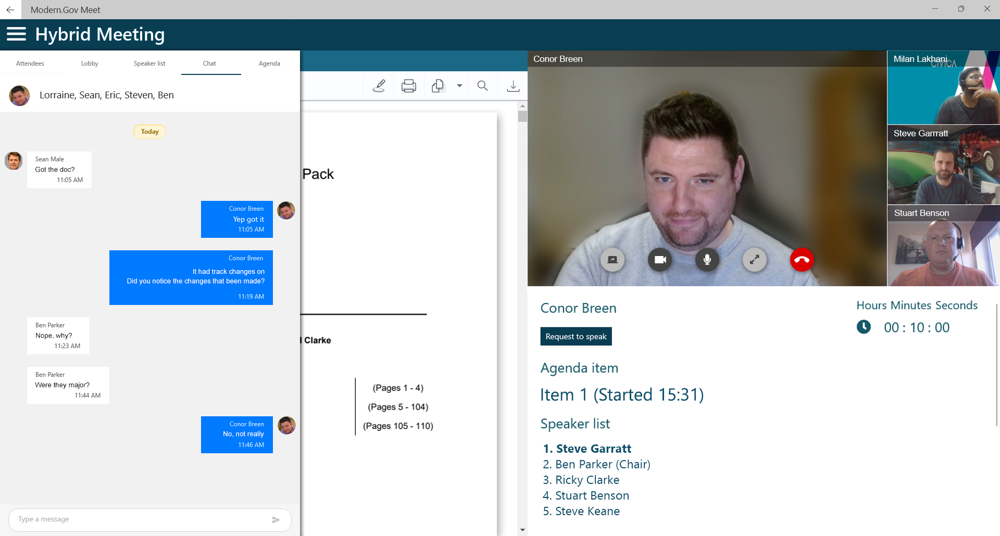 Modern.Gov Meet
Hybrid Meeting
Attendees
Lobby
Speaker list
Chat
Agenda
Lorraine, Sean, Eric, Steven, Ben
Today
Sean Male
Got the doc?
11:05 AM
Conor Breen
Yep got it
11:05 AM
Conor Breen
It had track changes on
Did you notice the changes that been made?
11:19 AM
Ben Parker
Nope, why?
11:23 AM
Ben Parker
Were they major?
11:44 AM
Conor Breen
No, not really
11:46 AM
Type a message
Pack
Clarke
(Pages 1 - 4)
(Pages 5 - 104)
(Pages 105 - 110)
Conor Breen
Milan Lakhani
CIVICA
Steve Garrratt
Stuart Benson
Conor Breen
Request to speak
Hours Minutes Seconds
00 : 10 : 00
Agenda item
Item 1 (Started 15:31)
Speaker list
1. Steve Garratt
2. Ben Parker (Chair)
3. Ricky Clarke
4. Stuart Benson
5. Steve Keane